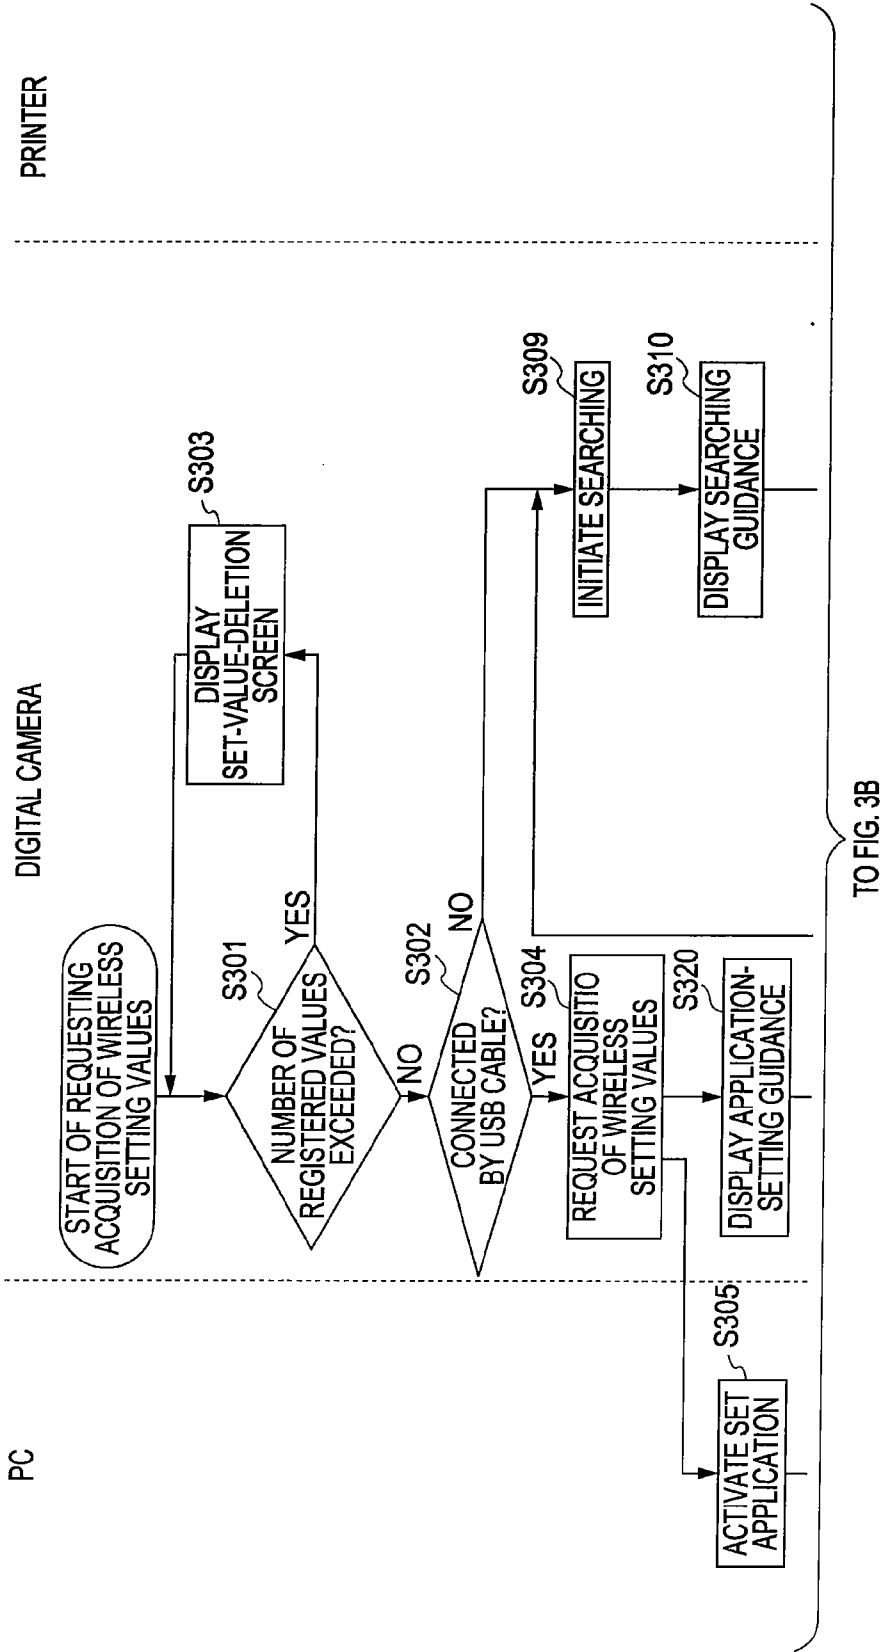 PC
DIGITAL CAMERA
PRINTER
START OF REQUESTING
ACQUISITION OF WIRELESS
SETTING VALUES
S301
NUMBER OF
REGISTERED VALUES
EXCEEDED?
YES
NO
S303
DISPLAY
SET-VALUE-DELETION
SCREEN
S302
CONNECTED
BY USB CABLE?
NO
YES
S304
REQUEST ACQUISITIO
OF WIRELESS
SETTING VALUES
S309
INITIATE SEARCHING
S305
ACTIVATE SET
APPLICATION
S320
DISPLAY APPLICATION-
SETTING GUIDANCE
S310
DISPLAY SEARCHING
GUIDANCE
TO FIG. 3B